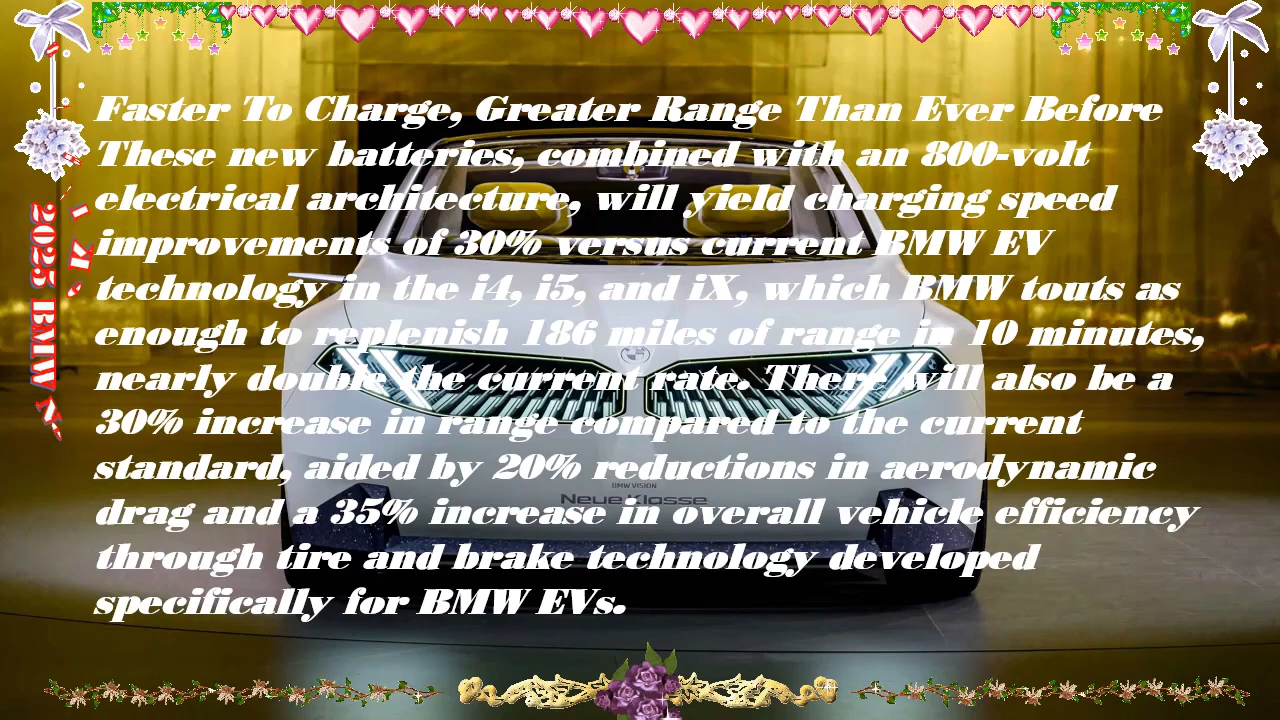 Faster To Charge, Greater Range Than Ever Before
These new batteries, combined with an 800-volt
electrical architecture, will yield charging speed
improvements of 30% versus current BMW EV
technology in the i4, i5, and iX, which BMW touts as
enough to replenish 186 miles of range in 10 minutes,
nearly double the current rate. There will also be a
30% increase in range compared to the current
standard, aided by 20% reductions in aerodynamic
drag and a 35% increase in overall vehicle efficiency
through tire and brake technology developed
specifically for BMW EVs.
BMW VISION
Neue Klasse
BMW